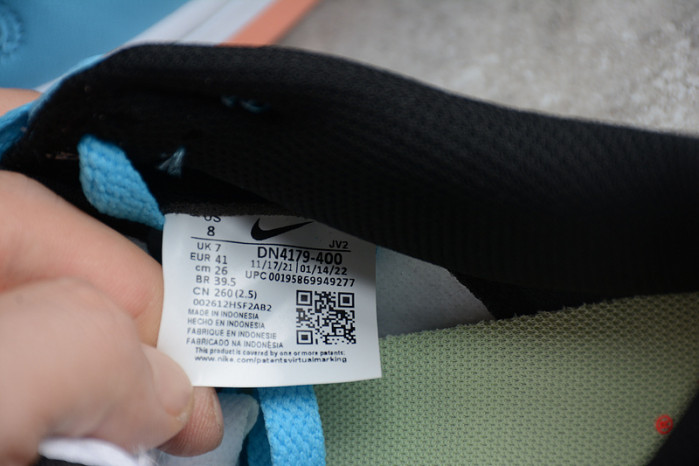 US
8
UK 7
EUR 41
cm 26
BR 39.5
CN 260 (2.5)
002612HSF2AB2
JV2
DN4179-400
11/17/21 01/14/22
UPC 00195869949277
MADE IN INDONESIA
HECHO EN INDONESIA
FABRIQUE EN INDONESIE
FABRICADO NA INDONÉSIA
This product is covered by one or more patents.
www.nike.com/patentsvirtualmarking